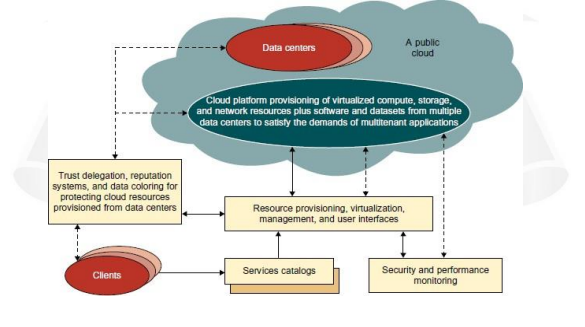 Data centers
A public
cloud
Cloud platform provisioning of virtualized compute, storage,
and network resources plus software and datasets from multiple
data centers to satisfy the demands of multitenant applications
Trust delegation, reputation
systems, and data coloring for
protecting cloud resources
provisioned from data centers
Resource provisioning, virtualization,
management, and user interfaces
Clients
Services catalogs
Security and performance
monitoring